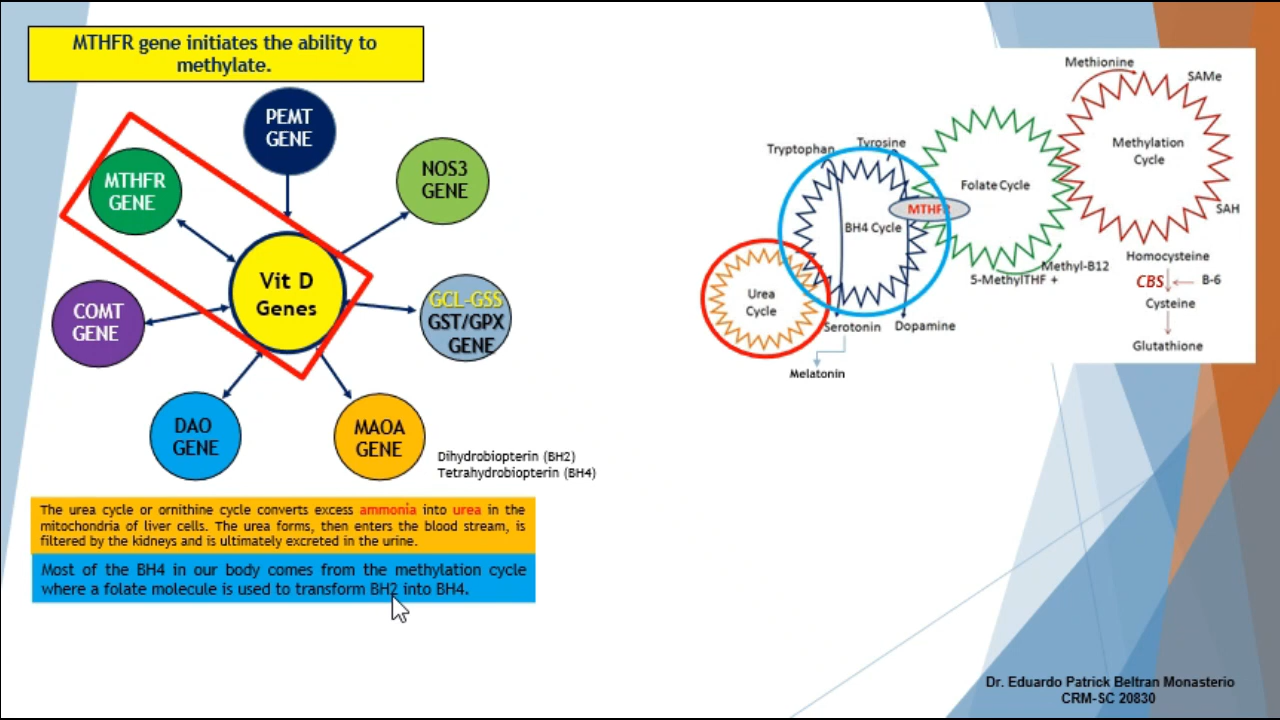 MTHFR gene initiates the ability to
methylate.
PEMT
GENE
MTHFR
GENE
NOS3
GENE
Vit D
Genes
COMT
GENE
GCL-GSS
GST/GPX
GENE
DAO
GENE
MAOA
GENE
Dihydrobiopterin (BH2)
Tetrahydrobiopterin (BH4)
The urea cycle or ornithine cycle converts excess ammonia into urea in the
mitochondria of liver cells. The urea forms, then enters the blood stream, is
filtered by the kidneys and is ultimately excreted in the urine.
Most of the BH4 in our body comes from the methylation cycle
where a folate molecule is used to transform BH2 into BH4.
Methionine
SAMe
Methylation
Cycle
SAH
Tryptophan
Tyrosine
Folate Cycle
MTHFR
BH4 Cycle
Urea
Cycle
Homocysteine
Methyl-B12
5-MethylTHF +
CBS
B-6
Cysteine
Glutathione
Serotonin
Dopamine
Melatonin
Dr. Eduardo Patrick Beltran Monasterio
CRM-SC 20830